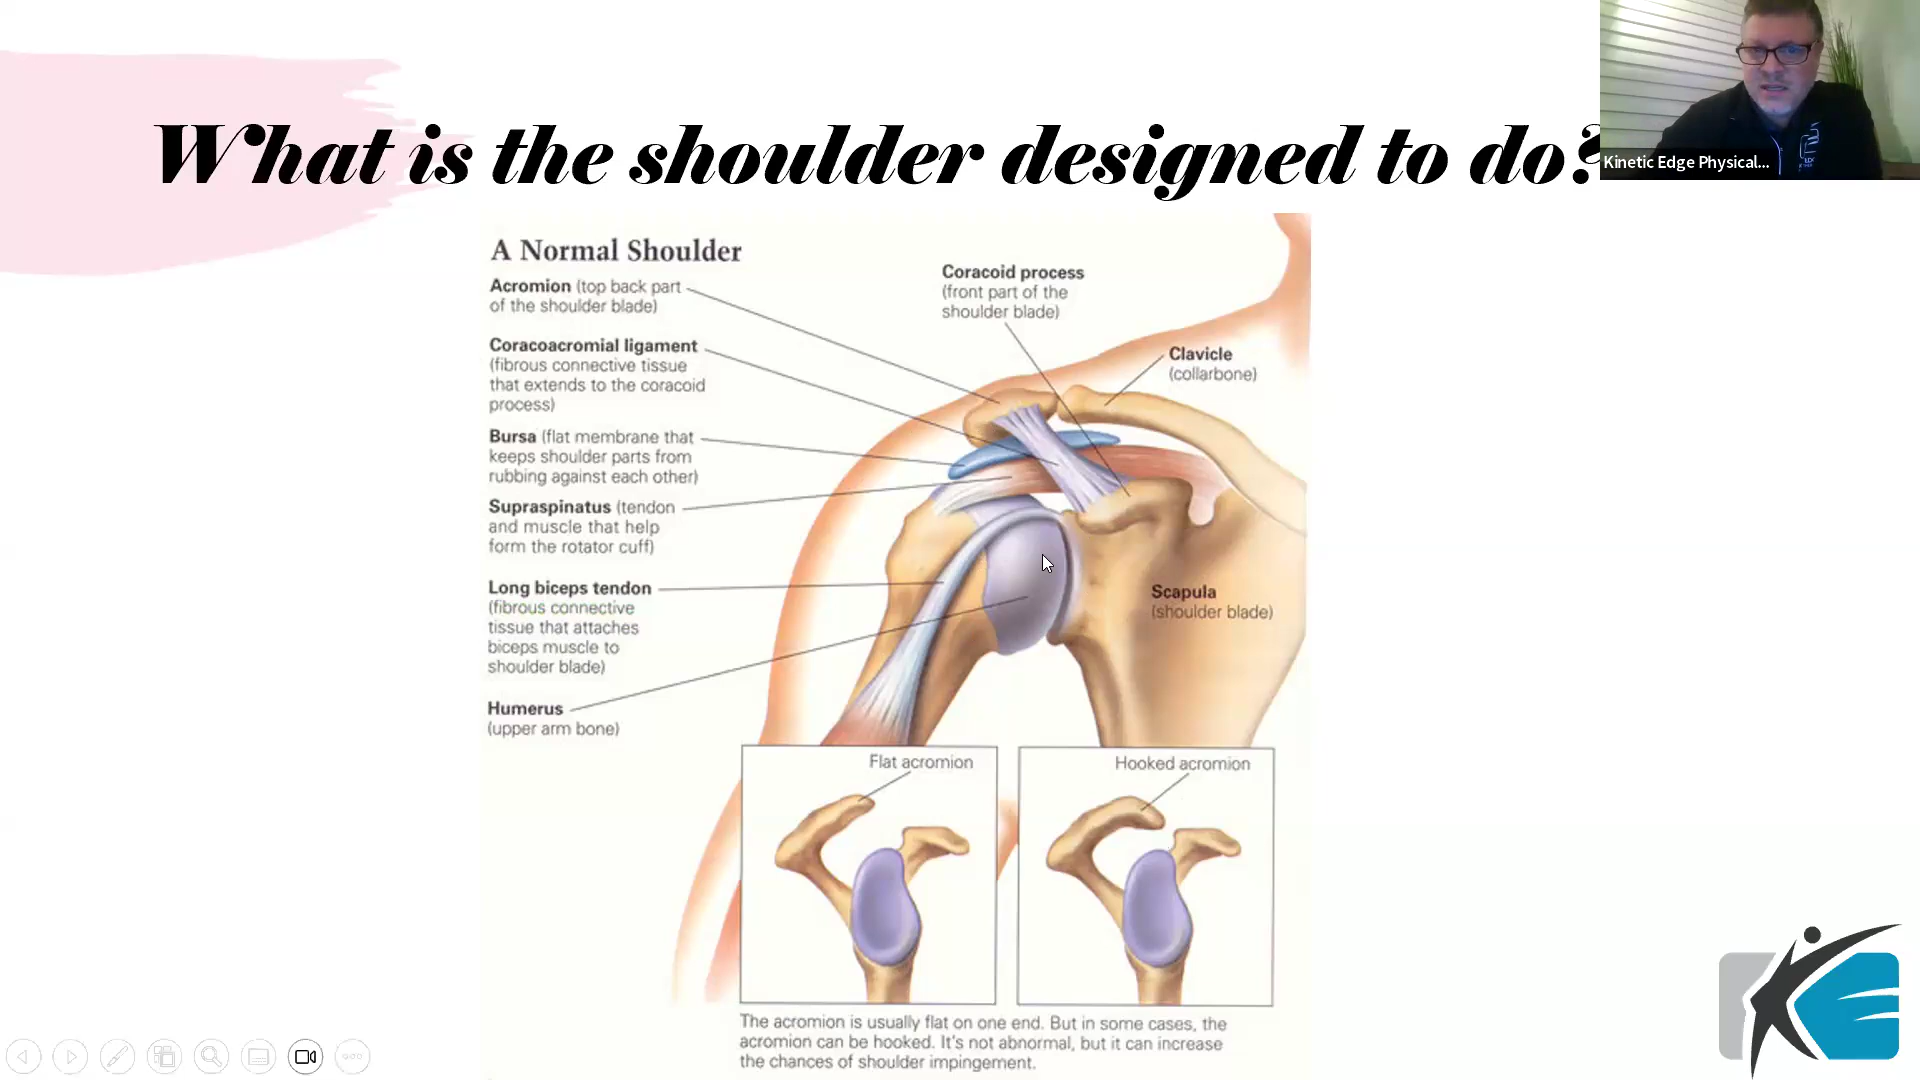 What is the shoulder designed to do?
Kinetic Edge Physical...
A Normal Shoulder
Acromion (top back part
of the shoulder blade)
Coracoacromial ligament
(fibrous connective tissue
that extends to the coracoid
process)
Bursa (flat membrane that
keeps shoulder parts from
rubbing against each other)
Supraspinatus (tendon
and muscle that help
form the rotator cuff)
Long biceps tendon
(fibrous connective
tissue that attaches
biceps muscle to
shoulder blade)
Humerus
(upper arm bone)
Coracoid process
(front part of the
shoulder blade)
Clavicle
(collarbone)
Scapula
(shoulder blade)
Flat acromion
Hooked acromion
The acromion is usually flat on one end. But in some cases, the
acromion can be hooked. It's not abnormal, but it can increase
the chances of shoulder impingement.